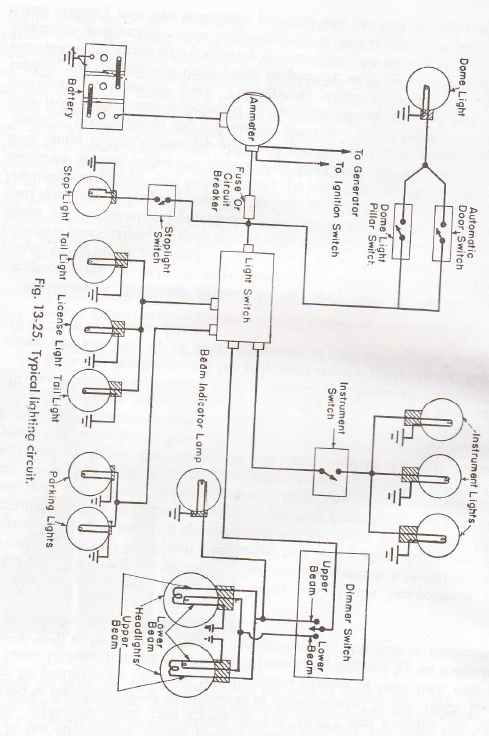 Dome Light
Automatic
Door Switch
Dome Light
Pillar Switch
Battery
Ammeter
To Generator
To Ignition Switch
Fuse Or
Circuit
Breaker
Stop Light
Stoplight
Switch
Light Switch
Tail Light
License Light
Tail Light
Parking Lights
Beam Indicator Lamp
Instrument
Switch
Instrument Lights
Dimmer Switch
Upper
Beam
Lower
Beam
Lower
Beam
Headlights
Upper
Beam
Fig. 13-25. Typical lighting circuit.